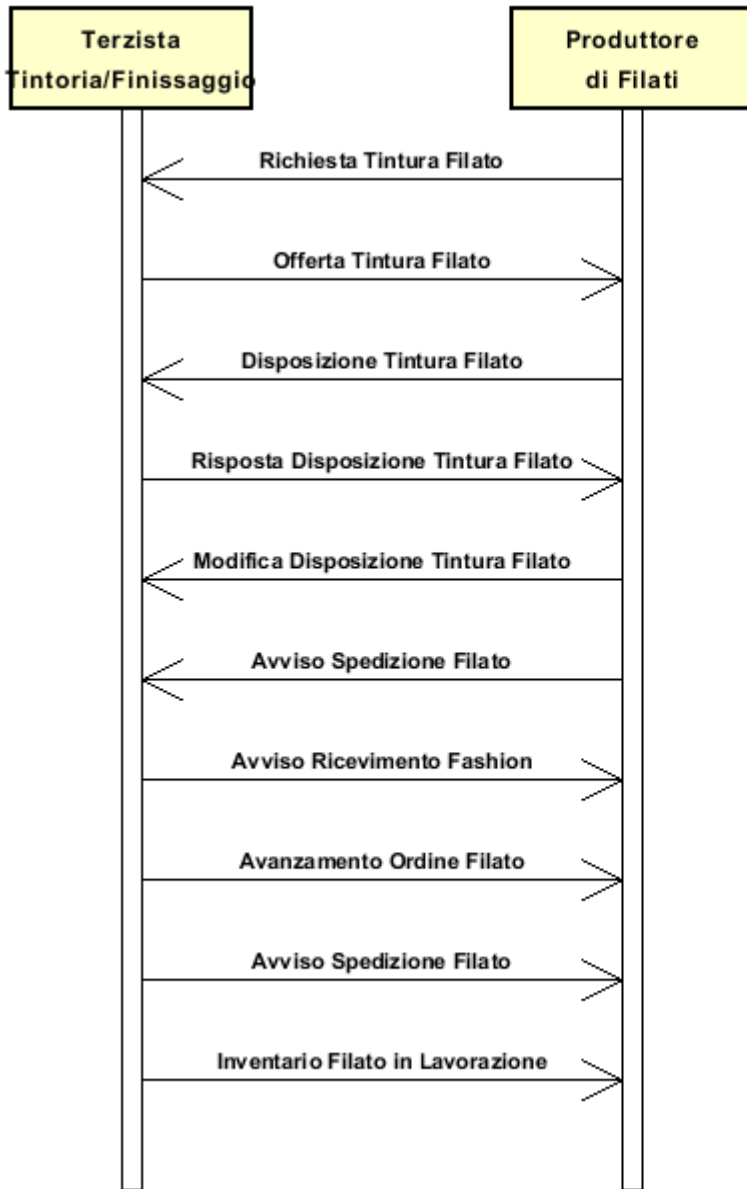 Terzista
Tintoria/Finissaggio
Produttore
di Filati
Richiesta Tintura Filato
Offerta Tintura Filato
Disposizione Tintura Filato
Risposta Disposizione Tintura Filato
Modifica Disposizione Tintura Filato
Avviso Spedizione Filato
Avviso Ricevimento Fashion
Avanzamento Ordine Filato
Avviso Spedizione Filato
Inventario Filato in Lavorazione